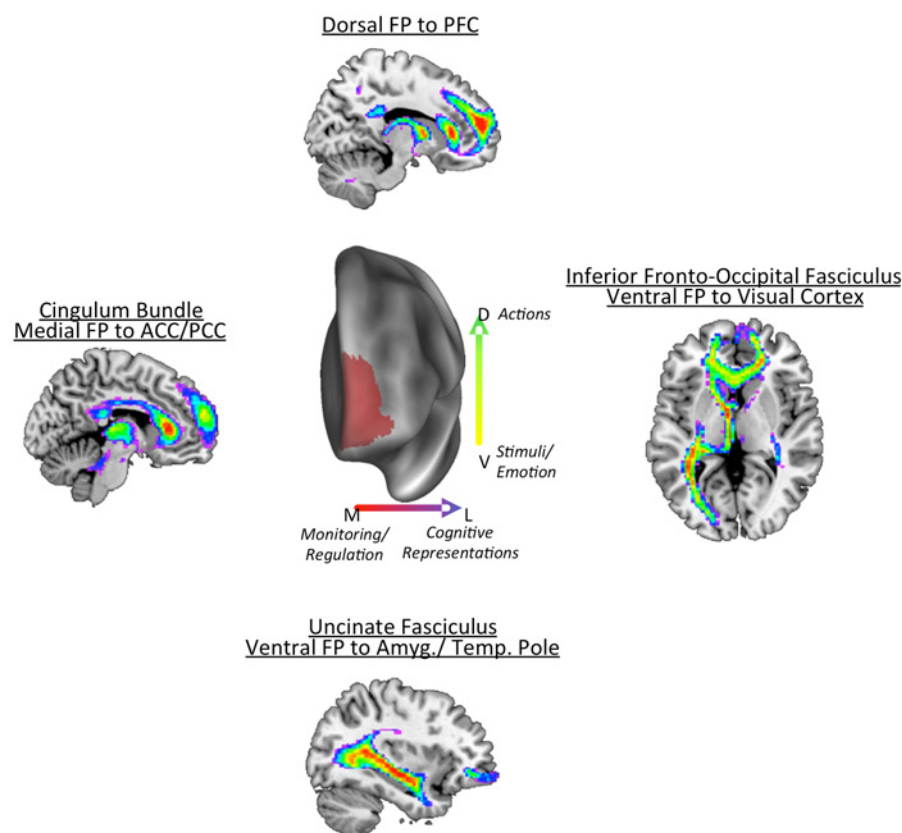 Dorsal FP to PFC
Inferior Fronto-Occipital Fasciculus
Ventral FP to Visual Cortex
Cingulum Bundle
Medial FP to ACC/PCC
D Actions
V
Stimuli/
Emotion
M L
Monitoring/
Regulation
Cognitive
Representations
Uncinate Fasciculus
Ventral FP to Amyg./ Temp. Pole